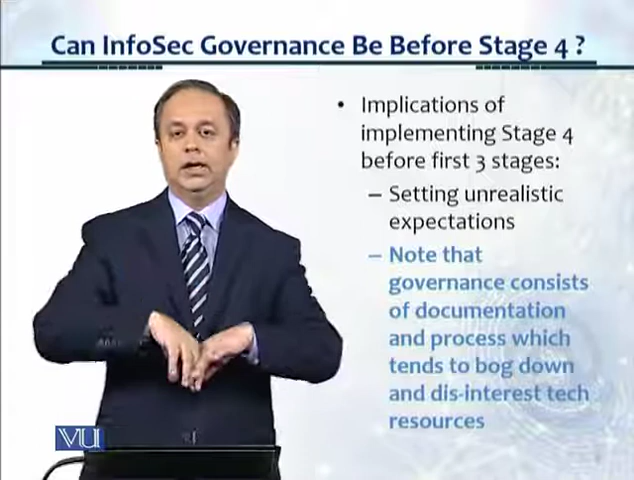 Can InfoSec Governance Be Before Stage 4 ?
• Implications of
implementing Stage 4
before first 3 stages:
– Setting unrealistic
expectations
– Note that
governance consists
of documentation
and process which
tends to bog down
and dis-interest tech
resources
VU